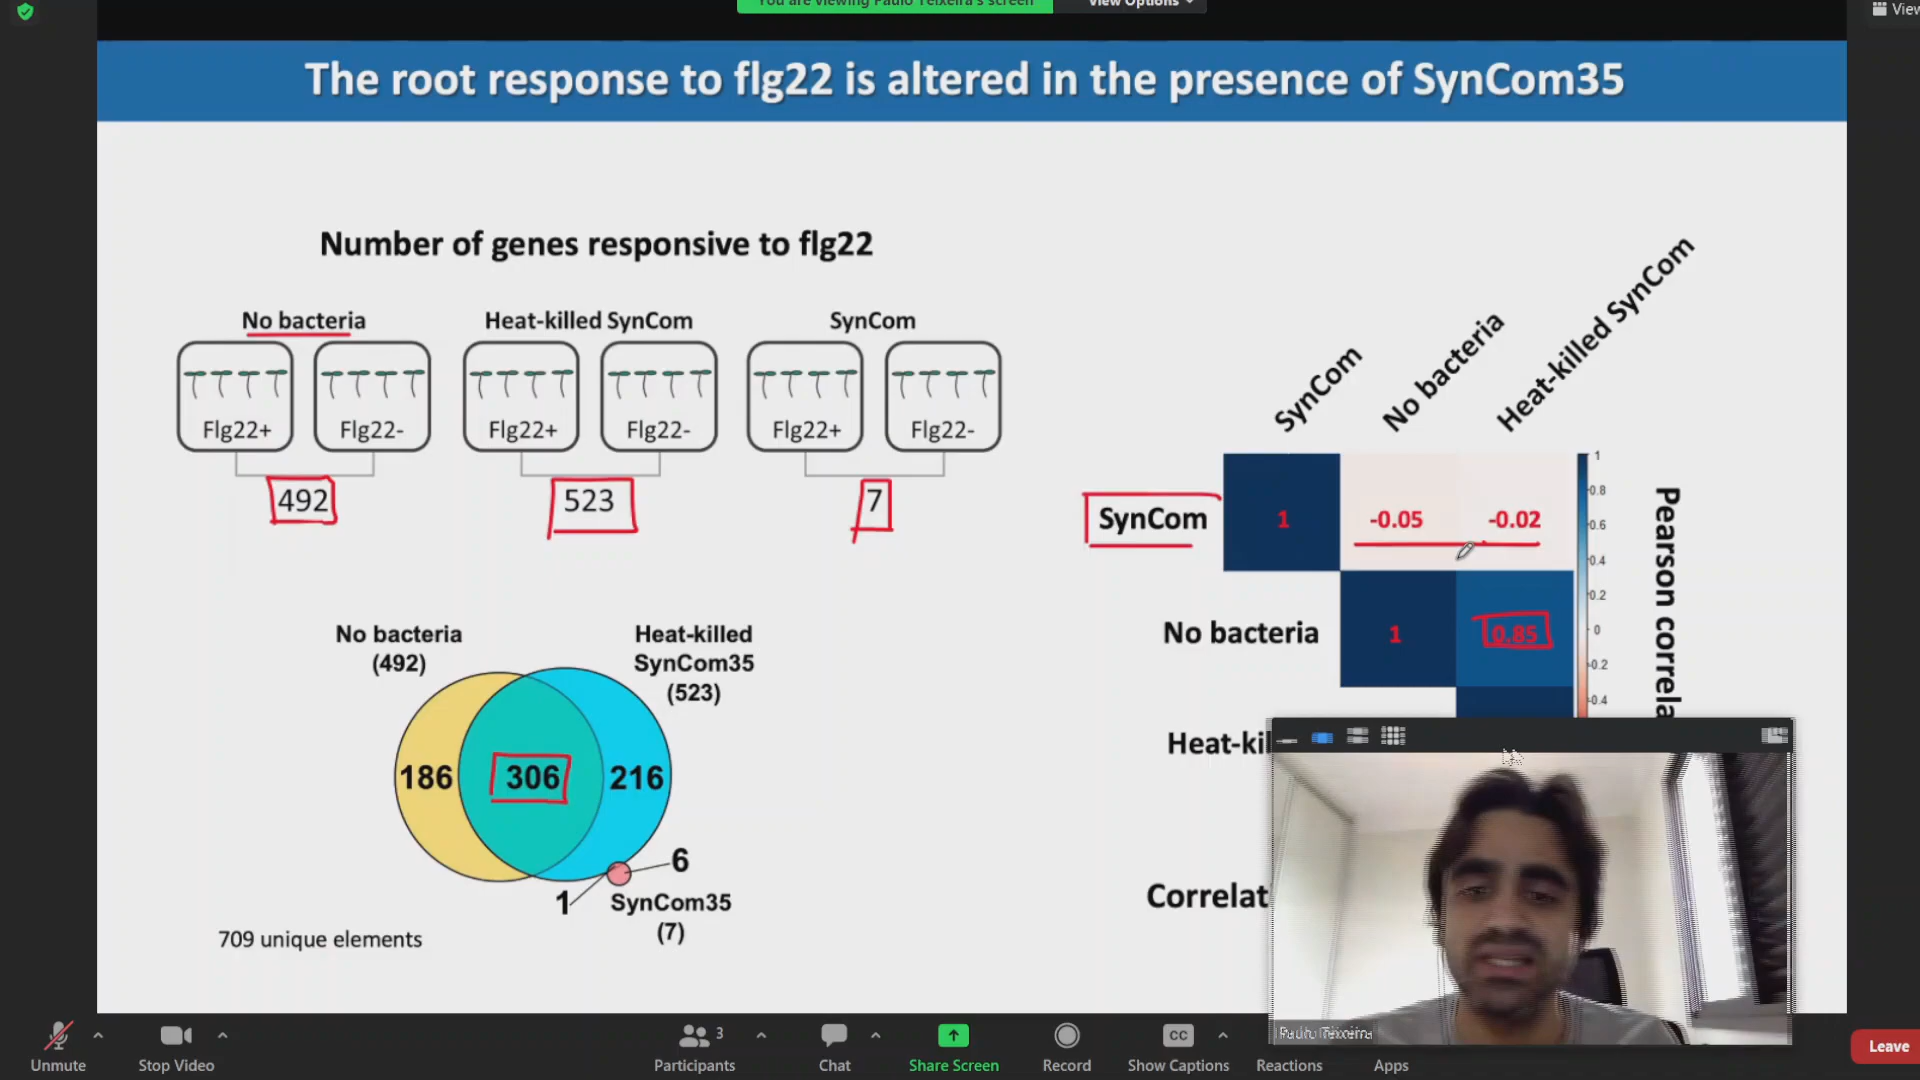 You are viewing Paulo Teixeira's screen
View Options
View
The root response to flg22 is altered in the presence of SynCom35
Number of genes responsive to flg22
No bacteria
Heat-killed SynCom
SynCom
Flg22+
Flg22-
Flg22+
Flg22-
Flg22+
Flg22-
492
523
7
No bacteria
(492)
Heat-killed
SynCom35
(523)
186
306
216
6
1
SynCom35
(7)
709 unique elements
SynCom
No bacteria
Heat-killed SynCom
SynCom
1
-0.05
-0.02
No bacteria
1
0.85
Heat-kil
Correlat
1
0.8
0.6
0.4
0.2
0
-0.2
-0.4
Pearson correla
Paulo Teixeira
Unmute
Stop Video
3
Participants
Chat
Share Screen
Record
CC
Show Captions
Reactions
Apps
Leave